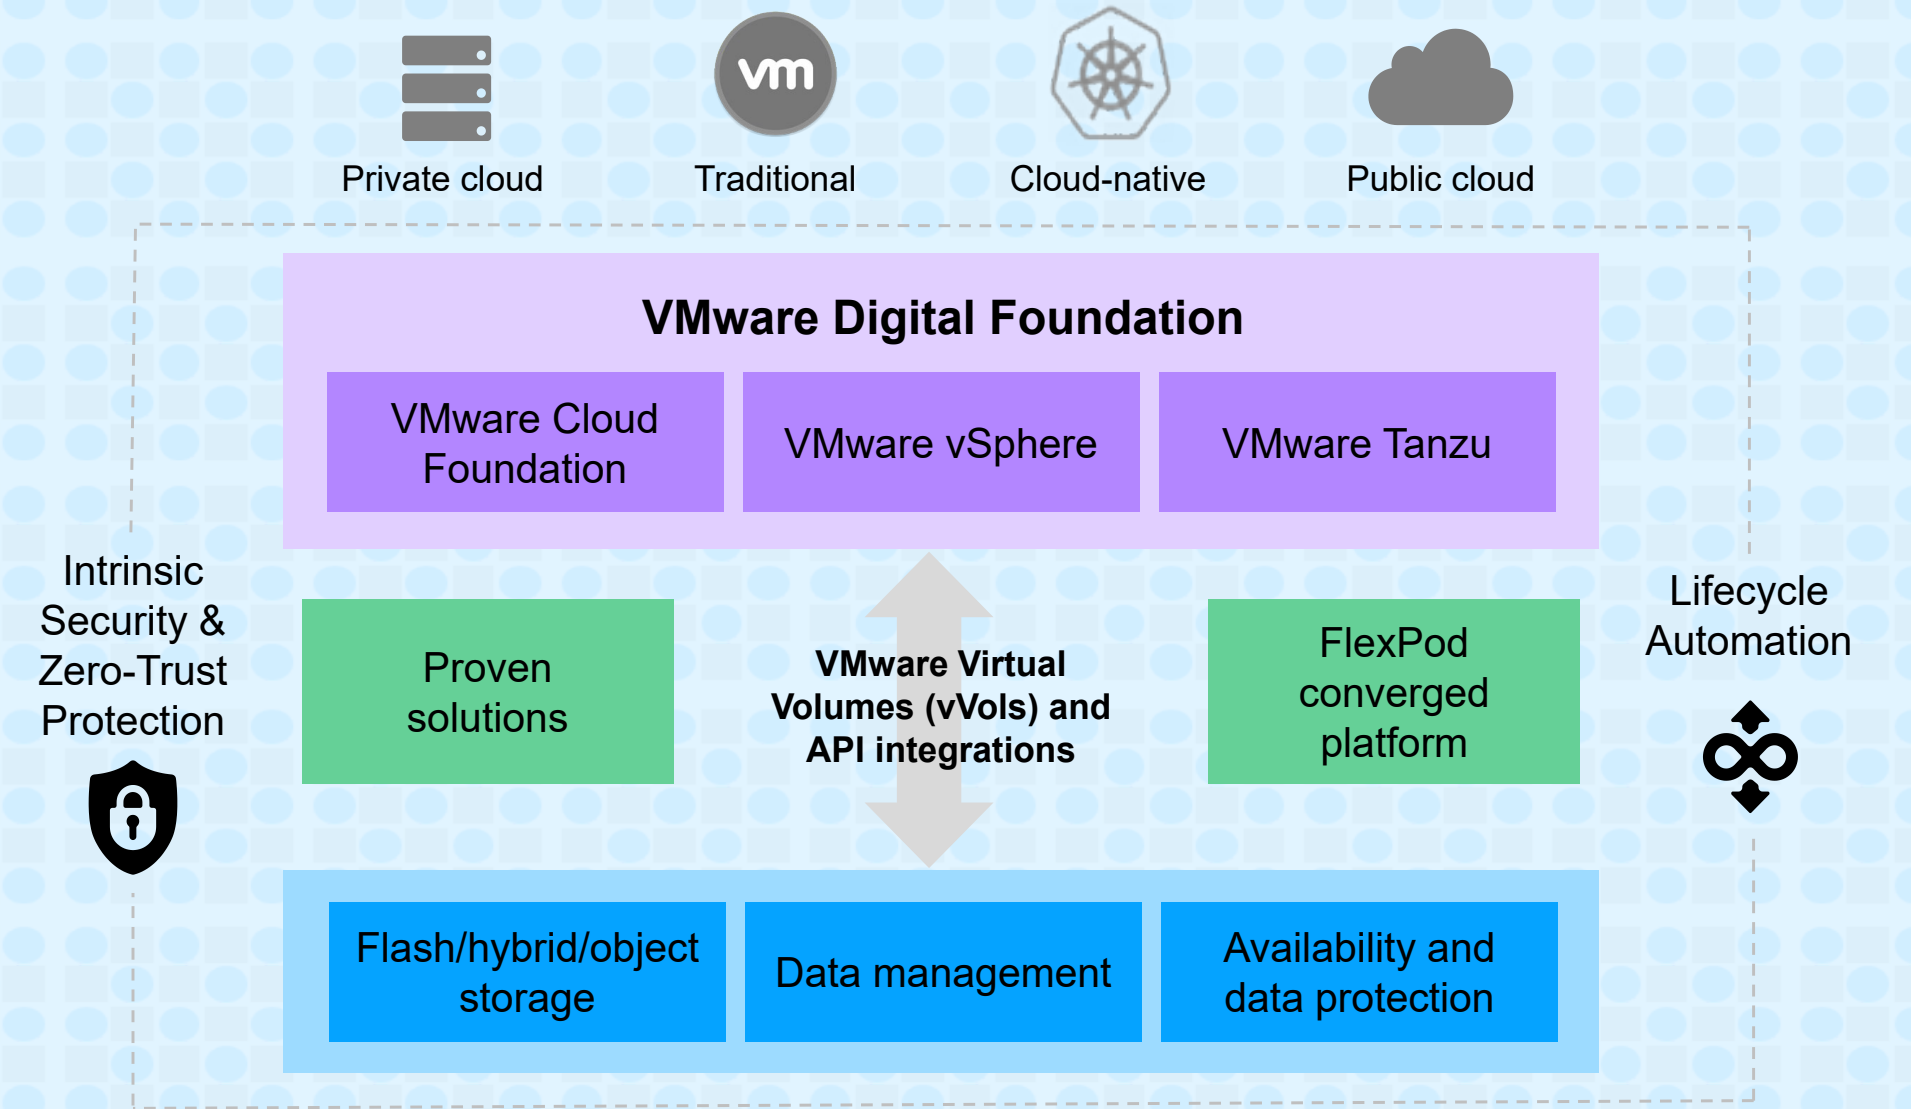 vm
Private cloud
Traditional
Cloud-native
Public cloud
VMware Digital Foundation
VMware Cloud
Foundation
VMware vSphere
VMware Tanzu
Intrinsic
Security &
Zero-Trust
Protection
Proven
solutions
VMware Virtual
Volumes (vVols) and
API integrations
FlexPod
converged
platform
Lifecycle
Automation
Flash/hybrid/object
storage
Data management
Availability and
data protection